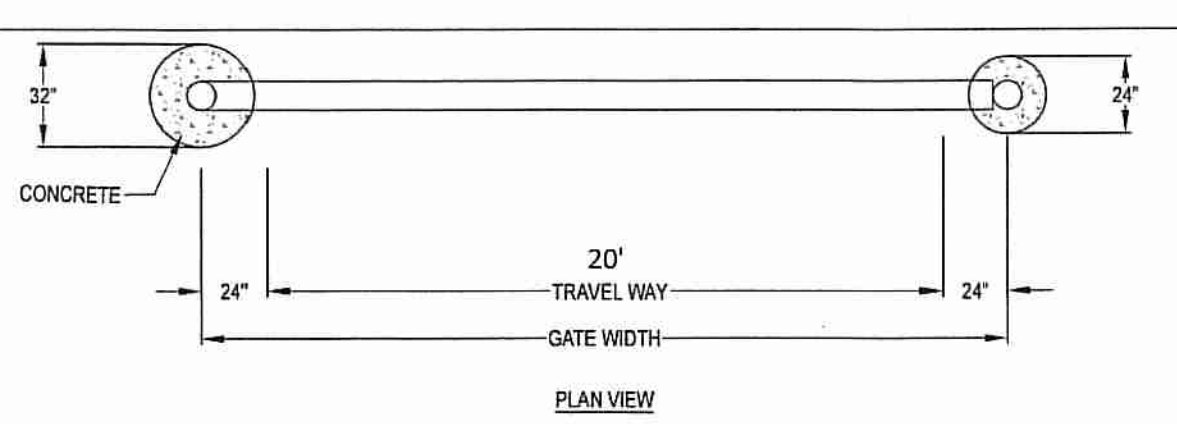 32"
24"
CONCRETE
20'
24"
TRAVEL WAY
24"
GATE WIDTH
PLAN VIEW